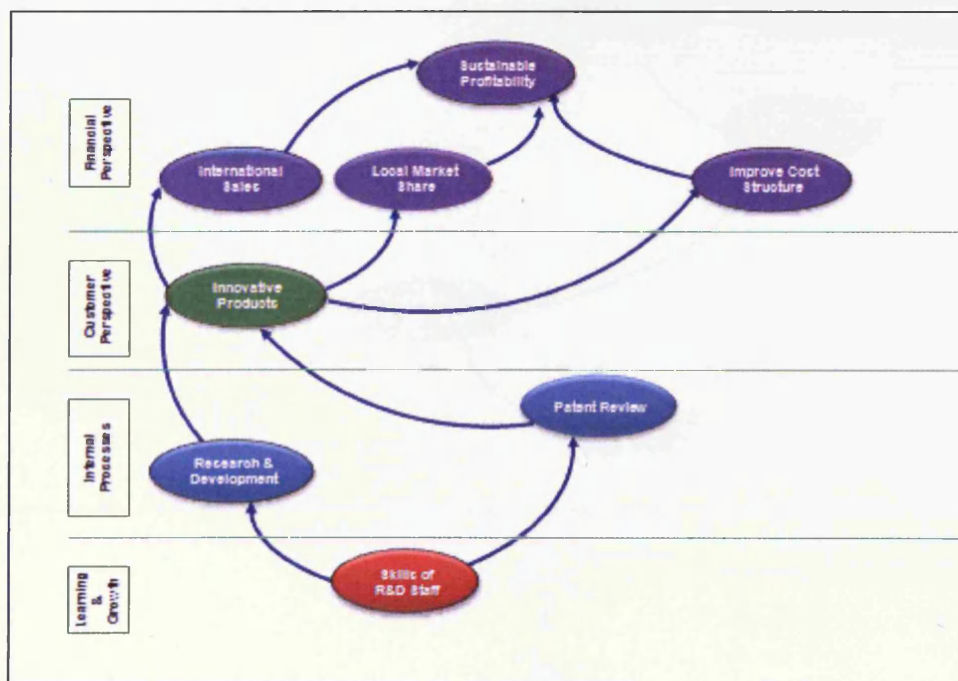 Sustainable
Profitability
Financial
Perspective
International
Sales
Local Market
Share
Improve Cost
Structure
Customer
Perspective
Innovative
Products
Internal
Processes
Patent Review
Research &
Development
Learning
&
Growth
Skills of
R&D Staff